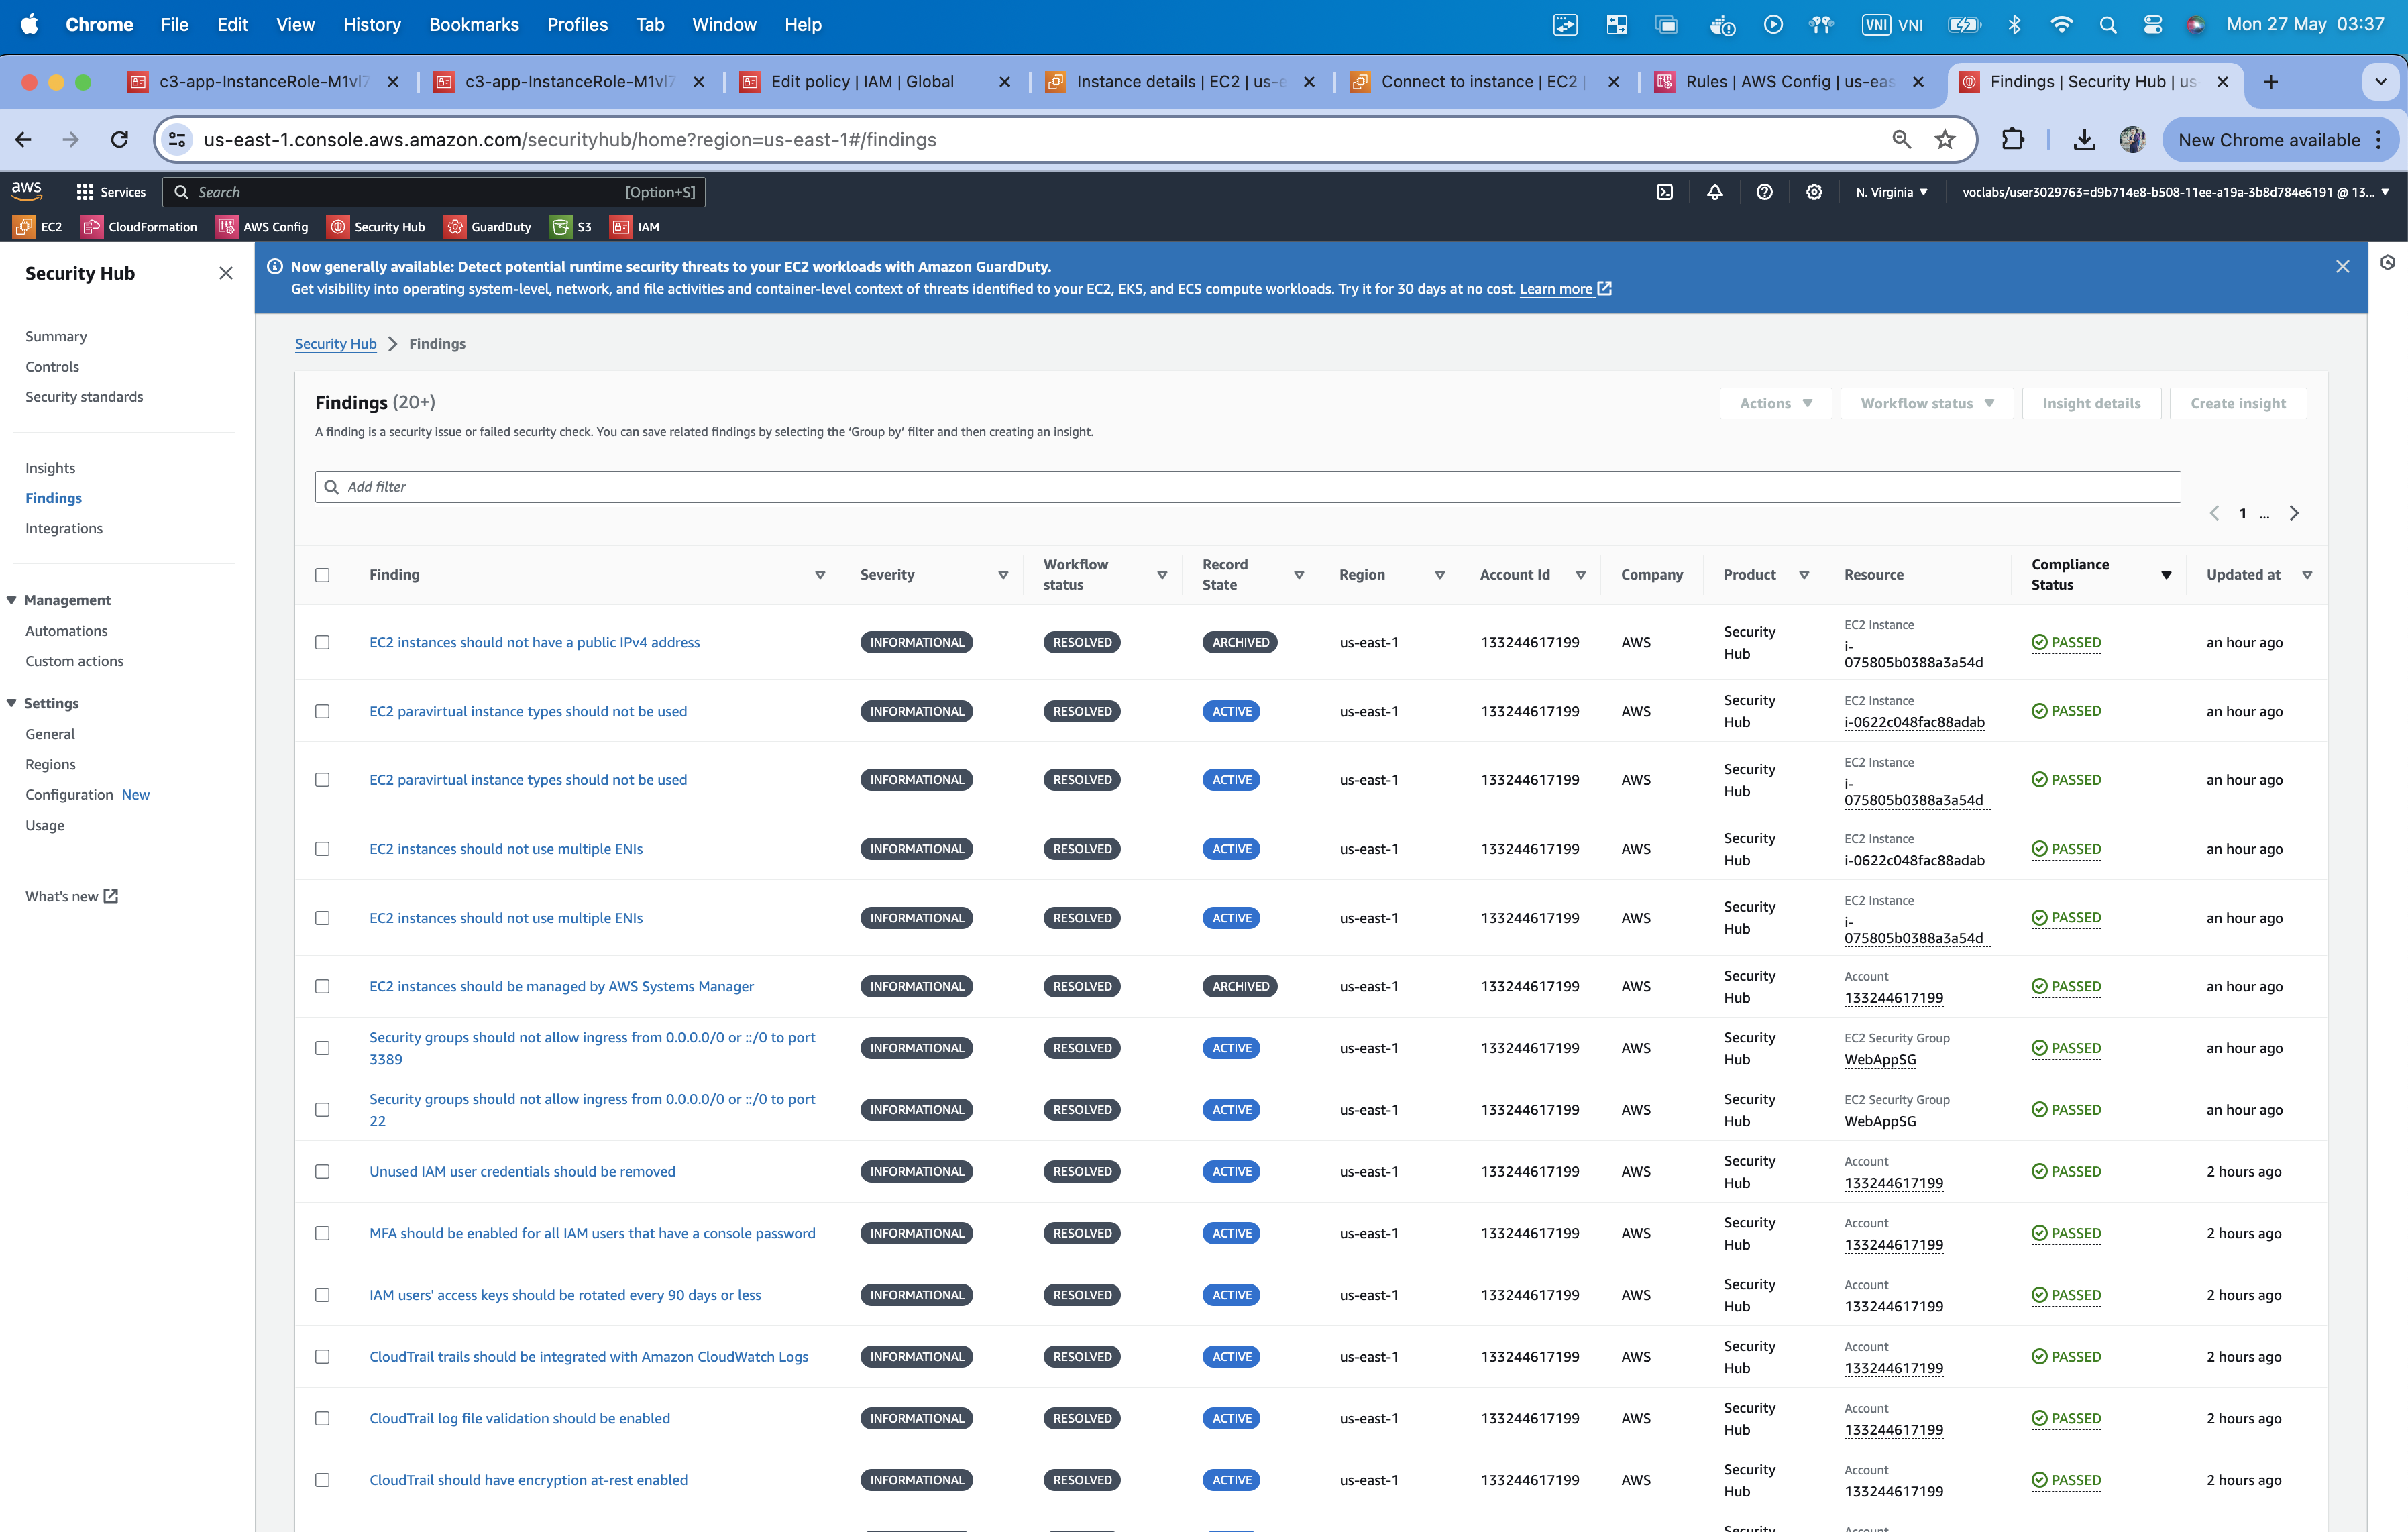 Chrome File Edit View History Bookmarks Profiles Tab Window Help VNI VNI Mon 27 May 03:37
c3-app-InstanceRole-M1vl7 c3-app-InstanceRole-M1vl7 Edit policy | IAM | Global Instance details | EC2 | us-e Connect to instance | EC2 | Rules | AWS Config | us-eas Findings | Security Hub | us
us-east-1.console.aws.amazon.com/securityhub/home?region=us-east-1#/findings New Chrome available
aws Services Search [Option+S] N. Virginia voclabs/user3029763=d9b714e8-b508-11ee-a19a-3b8d784e6191 @ 13...
EC2 CloudFormation AWS Config Security Hub GuardDuty S3 IAM
Security Hub
Summary
Controls
Security standards
Insights
Findings
Integrations
Management
Automations
Custom actions
Settings
General
Regions
Configuration New
Usage
What's new
Now generally available: Detect potential runtime security threats to your EC2 workloads with Amazon GuardDuty.
Get visibility into operating system-level, network, and file activities and container-level context of threats identified to your EC2, EKS, and ECS compute workloads. Try it for 30 days at no cost. Learn more
Security Hub Findings
Findings (20+) Actions Workflow status Insight details Create insight
A finding is a security issue or failed security check. You can save related findings by selecting the ‘Group by’ filter and then creating an insight.
Add filter
1 ...
Finding Severity Workflow status Record State Region Account Id Company Product Resource Compliance Status Updated at
EC2 instances should not have a public IPv4 address INFORMATIONAL RESOLVED ARCHIVED us-east-1 133244617199 AWS Security Hub EC2 Instance i-075805b0388a3a54d PASSED an hour ago
EC2 paravirtual instance types should not be used INFORMATIONAL RESOLVED ACTIVE us-east-1 133244617199 AWS Security Hub EC2 Instance i-0622c048fac88adab PASSED an hour ago
EC2 paravirtual instance types should not be used INFORMATIONAL RESOLVED ACTIVE us-east-1 133244617199 AWS Security Hub EC2 Instance i-075805b0388a3a54d PASSED an hour ago
EC2 instances should not use multiple ENIs INFORMATIONAL RESOLVED ACTIVE us-east-1 133244617199 AWS Security Hub EC2 Instance i-0622c048fac88adab PASSED an hour ago
EC2 instances should not use multiple ENIs INFORMATIONAL RESOLVED ACTIVE us-east-1 133244617199 AWS Security Hub EC2 Instance i-075805b0388a3a54d PASSED an hour ago
EC2 instances should be managed by AWS Systems Manager INFORMATIONAL RESOLVED ARCHIVED us-east-1 133244617199 AWS Security Hub Account 133244617199 PASSED an hour ago
Security groups should not allow ingress from 0.0.0.0/0 or ::/0 to port 3389 INFORMATIONAL RESOLVED ACTIVE us-east-1 133244617199 AWS Security Hub EC2 Security Group WebAppSG PASSED an hour ago
Security groups should not allow ingress from 0.0.0.0/0 or ::/0 to port 22 INFORMATIONAL RESOLVED ACTIVE us-east-1 133244617199 AWS Security Hub EC2 Security Group WebAppSG PASSED an hour ago
Unused IAM user credentials should be removed INFORMATIONAL RESOLVED ACTIVE us-east-1 133244617199 AWS Security Hub Account 133244617199 PASSED 2 hours ago
MFA should be enabled for all IAM users that have a console password INFORMATIONAL RESOLVED ACTIVE us-east-1 133244617199 AWS Security Hub Account 133244617199 PASSED 2 hours ago
IAM users' access keys should be rotated every 90 days or less INFORMATIONAL RESOLVED ACTIVE us-east-1 133244617199 AWS Security Hub Account 133244617199 PASSED 2 hours ago
CloudTrail trails should be integrated with Amazon CloudWatch Logs INFORMATIONAL RESOLVED ACTIVE us-east-1 133244617199 AWS Security Hub Account 133244617199 PASSED 2 hours ago
CloudTrail log file validation should be enabled INFORMATIONAL RESOLVED ACTIVE us-east-1 133244617199 AWS Security Hub Account 133244617199 PASSED 2 hours ago
CloudTrail should have encryption at-rest enabled INFORMATIONAL RESOLVED ACTIVE us-east-1 133244617199 AWS Security Hub Account 133244617199 PASSED 2 hours ago